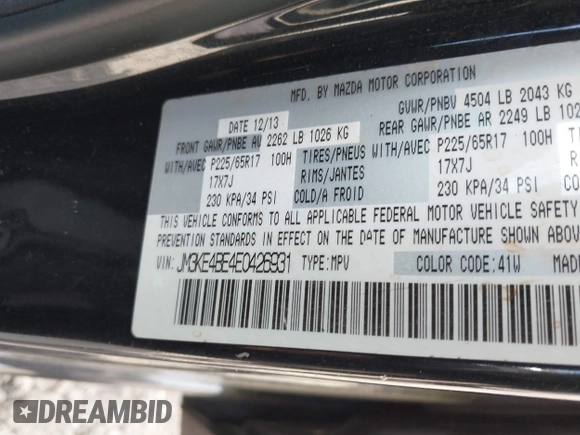 MFD. BY MAZDA MOTOR CORPORATION
DATE 12/13 GVWR/PNBV 4504 LB 2043 KG
FRONT GAWR/PNBE AV 2262 LB 1026 KG REAR GAWR/PNBE AR 2249 LB
WITH/AVEC P225/65R17 100H TIRES/PNEUS WITH/AVEC P225/65R17 100H
17X7J RIMS/JANTES 17X7J
230 KPA/34 PSI COLD/A FROID 230 KPA/34 PSI
THIS VEHICLE CONFORMS TO ALL APPLICABLE FEDERAL MOTOR VEHICLE SAFETY
PREVENTION STANDARDS IN EFFECT ON THE DATE OF MANUFACTURE SHOWN ABOVE
VIN: JM3KE4BE4E0426931 TYPE: MPV COLOR CODE: 41W MADE
DREAMBID